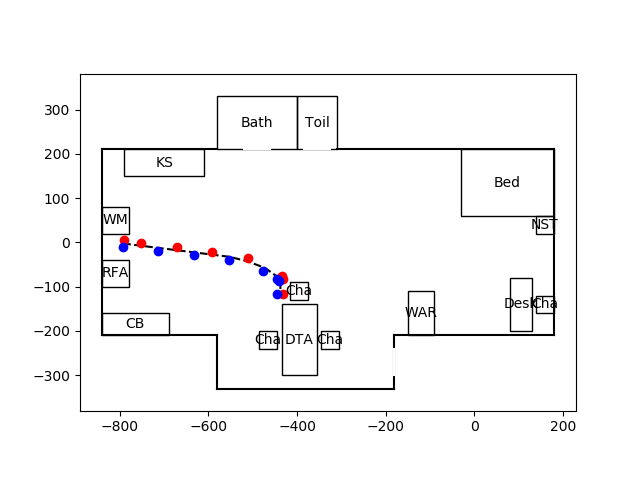 300
200
100
0
−100
−200
−300
−800
−600
−400
−200
0
200
Bath
Toil
KS
Bed
WM
NST
RFA
Cha
CB
Cha
DTA
Cha
WAR
Desk
Cha